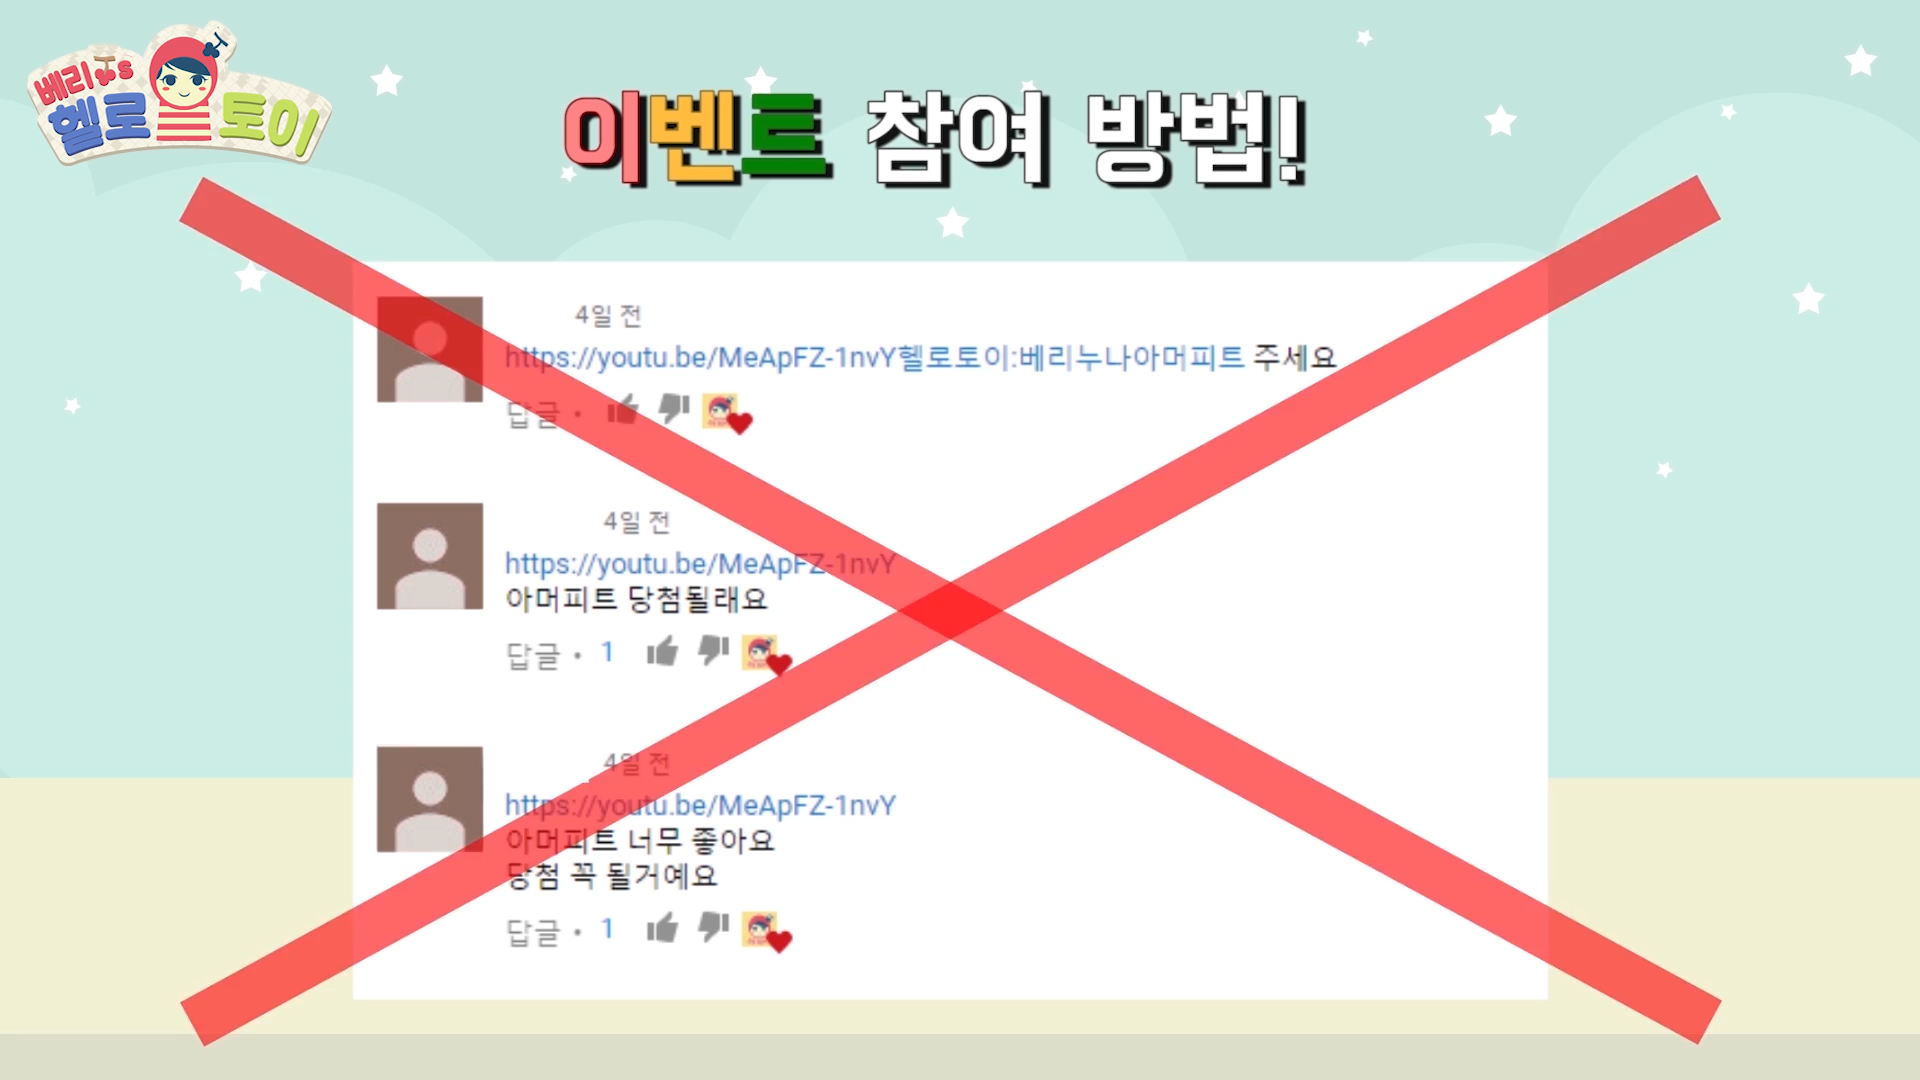 베리's
헬로 토이
이벤트 참여 방법!
4일 전
https://youtu.be/MeApFZ-1nvY헬로토이:베리누나아머피트 주세요
답글 •
4일 전
https://youtu.be/MeApFZ-1nvY
아머피트 당첨될래요
답글 • 1
4일 전
https://youtu.be/MeApFZ-1nvY
아머피트 너무 좋아요
당첨 꼭 될거예요
답글 • 1